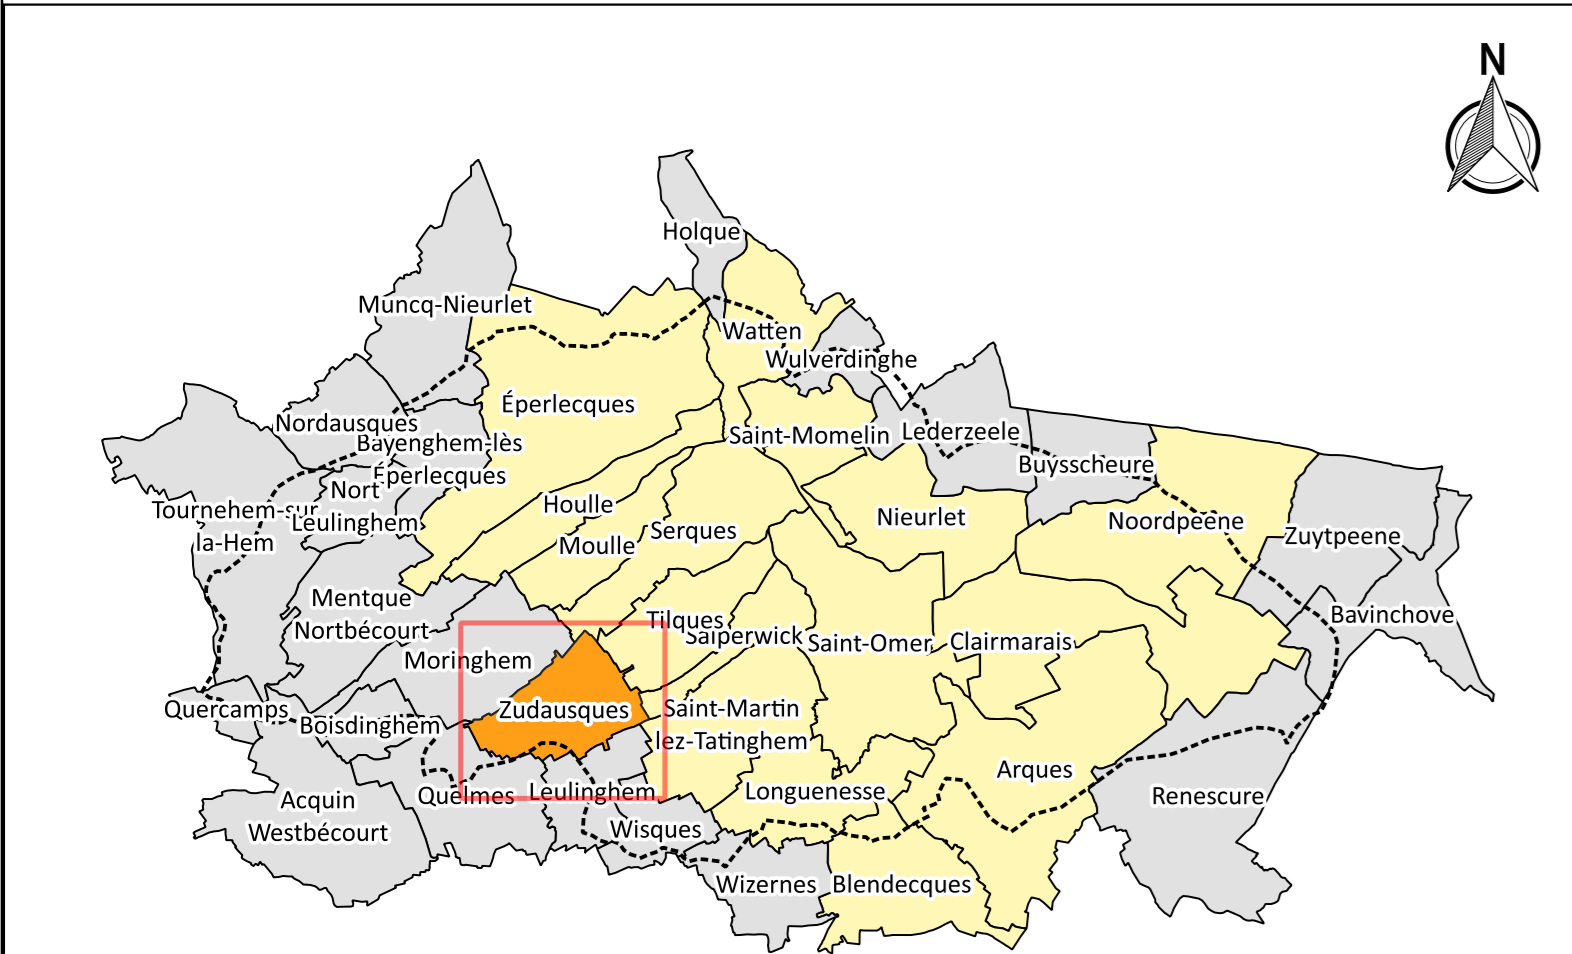 N
Holque
Muncq-Nieurlet
Watten
Wulverdinghe
Éperlecques
Nordausques
Bayenghem-lès
Éperlecques
Saint-Momelin
Lederzeele
Buysscheure
Nort
Leulinghem
Tournehem-sur
la-Hem
Houlle
Moulle
Serques
Nieurlet
Noordpeene
Zuytpeene
Mentque
Nortbécourt
Tilques
Salperwick
Saint-Omer
Clairmarais
Bavinchove
Moringhem
Quercamps
Boisdinghem
Zudausques
Saint-Martin
lez-Tatinghem
Arques
Quelmes
Leulinghem
Longuenesse
Renescure
Acquin
Westbécourt
Wisques
Wizernes
Blendecques